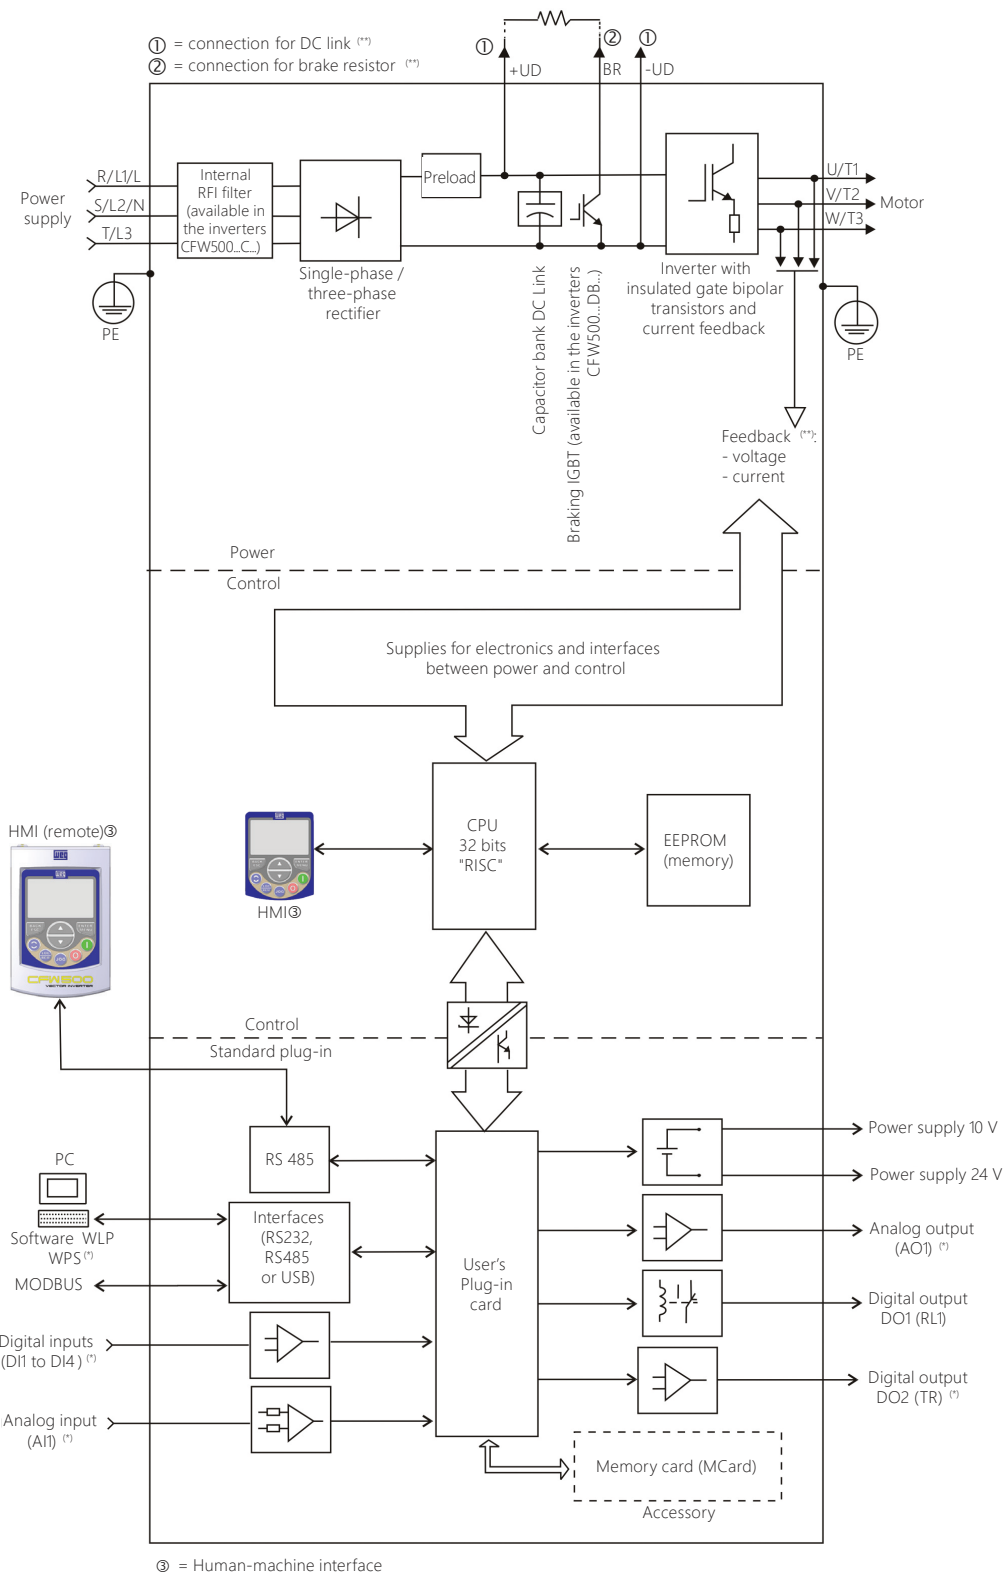 ① = connection for DC link (**)
② = connection for brake resistor (**)
① ② ①
+UD BR -UD
Power
supply
R/L1/L
S/L2/N
T/L3
PE
Internal
RFI filter
(available in
the inverters
CFW500...C...)
Single-phase /
three-phase
rectifier
Preload
Capacitor bank DC Link
Braking IGBT (available in the inverters
CFW500...DB...)
Inverter with
insulated gate bipolar
transistors and
current feedback
U/T1
V/T2
W/T3
Motor
PE
Feedback (**):
- voltage
- current
Power
Control
Supplies for electronics and interfaces
between power and control
CPU
32 bits
"RISC"
EEPROM
(memory)
HMI③
HMI (remote)③
WEG
CFW500
VECTOR INVERTER
Control
Standard plug-in
RS 485
PC
Software WLP
WPS(*)
MODBUS
Interfaces
(RS232,
RS485
or USB)
User's
Plug-in
card
Digital inputs
(DI1 to DI4) (*)
Analog input
(AI1) (*)
Power supply 10 V
Power supply 24 V
Analog output
(AO1) (*)
Digital output
DO1 (RL1)
Digital output
DO2 (TR) (*)
Memory card (MCard)
Accessory
③ = Human-machine interface